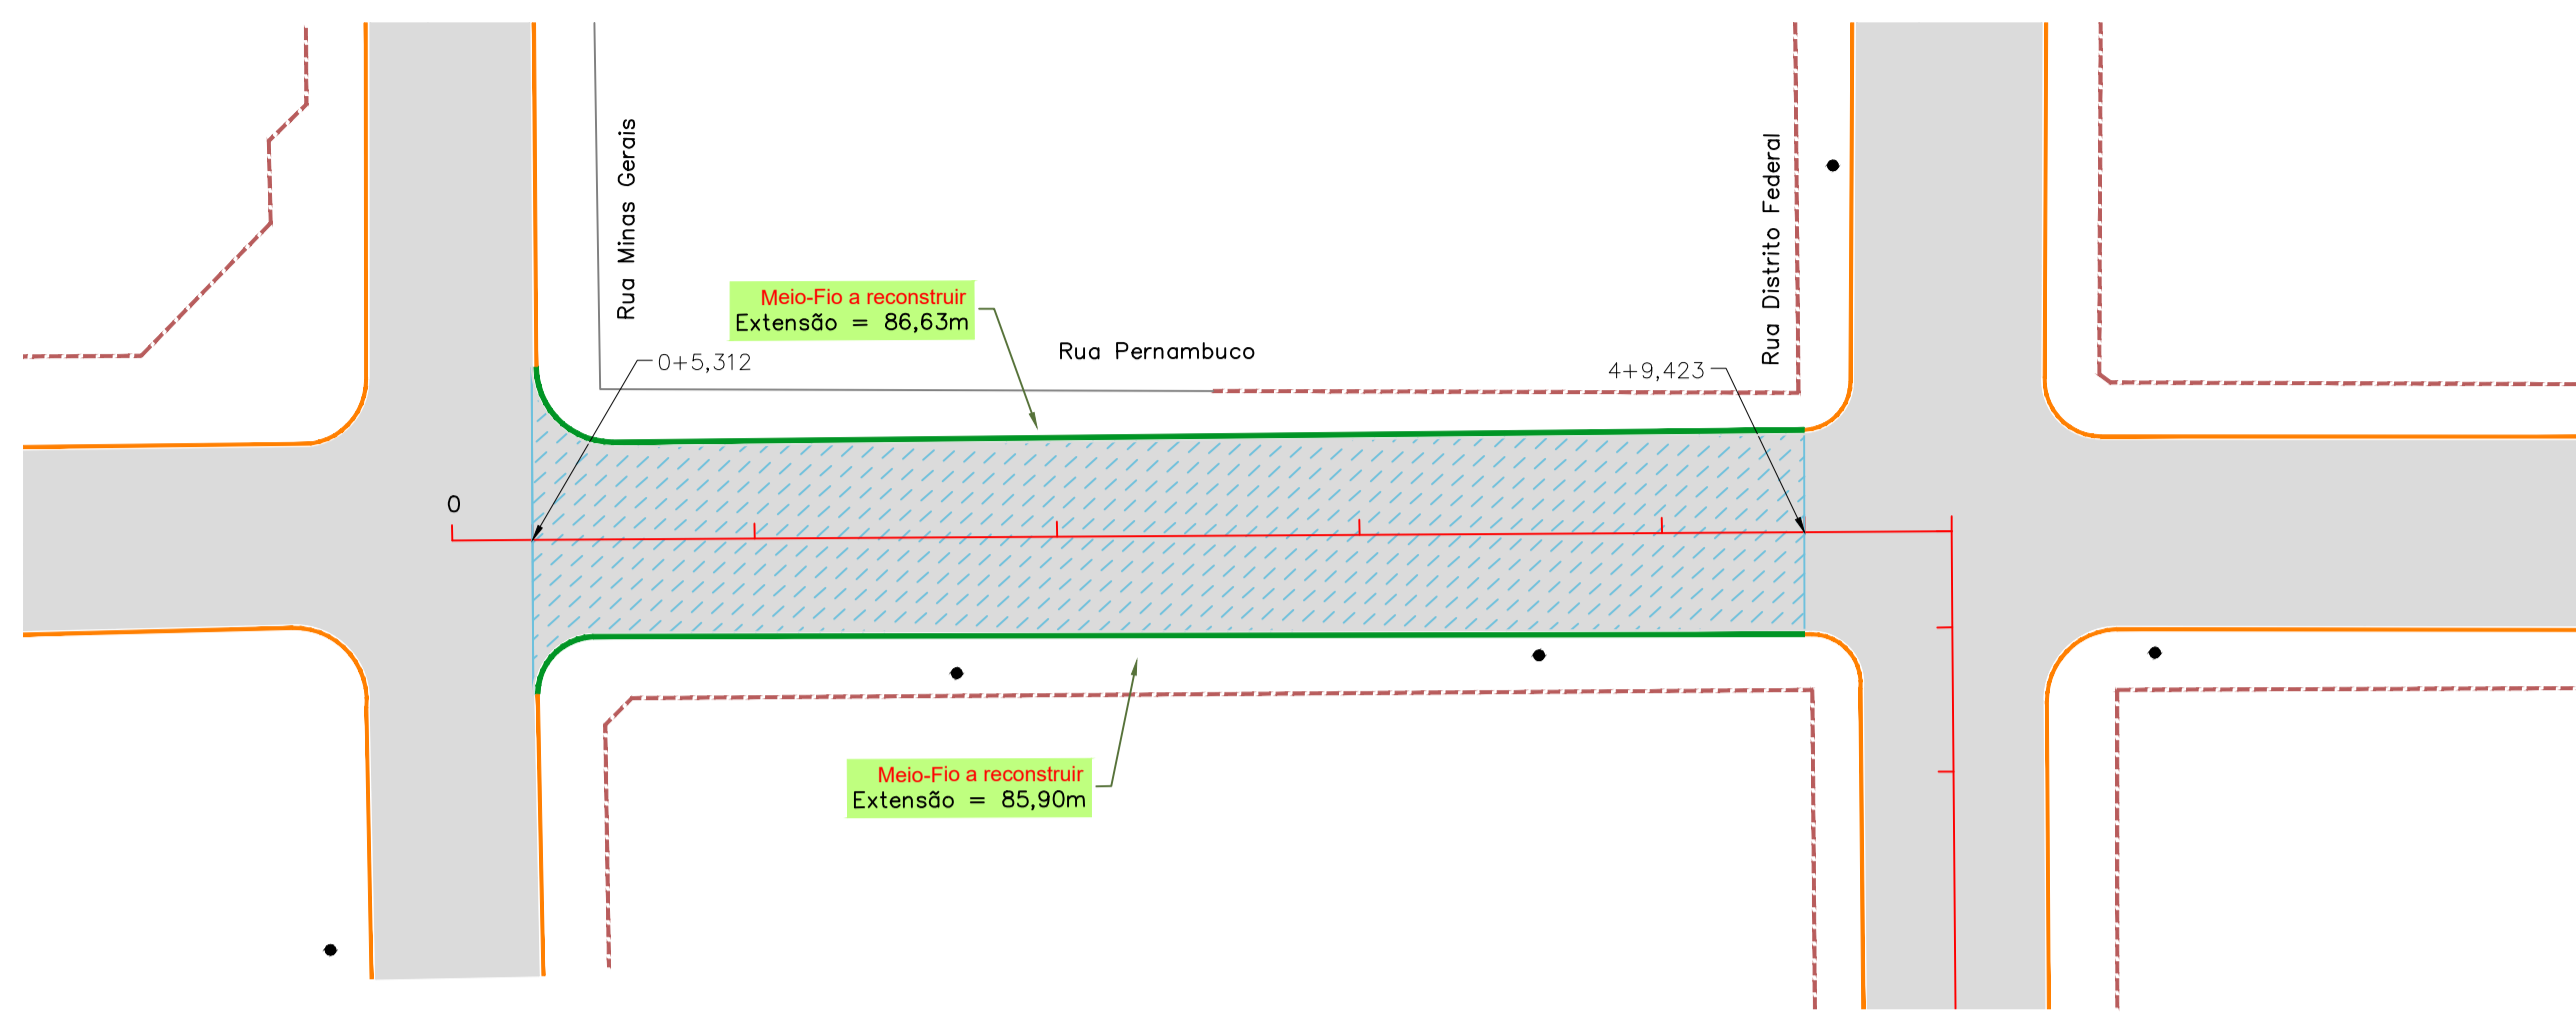 Rua Minas Gerais
Rua Distrito Federal
Meio-Fio a reconstruir
Extensão = 86,63m
Rua Pernambuco
0+5,312
4+9,423
0
Meio-Fio a reconstruir
Extensão = 85,90m